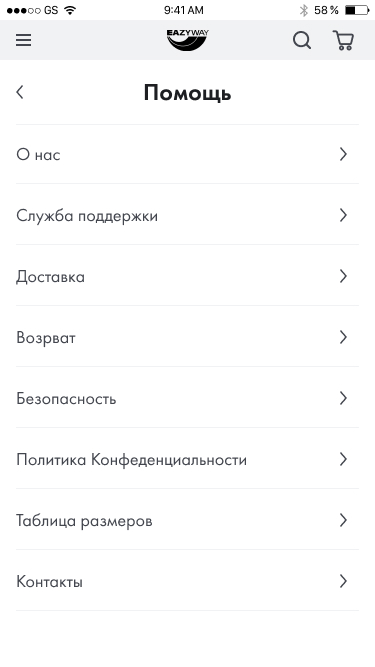 GS 9:41 AM 58 %
EAZYWAY
Помощь
О нас
Служба поддержки
Доставка
Возрват
Безопасность
Политика Конфеденциальности
Таблица размеров
Контакты